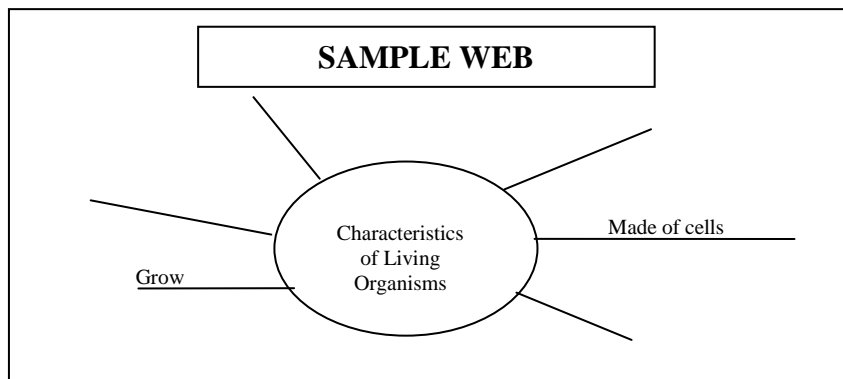 SAMPLE WEB
Made of cells
Characteristics
of Living
Organisms
Grow